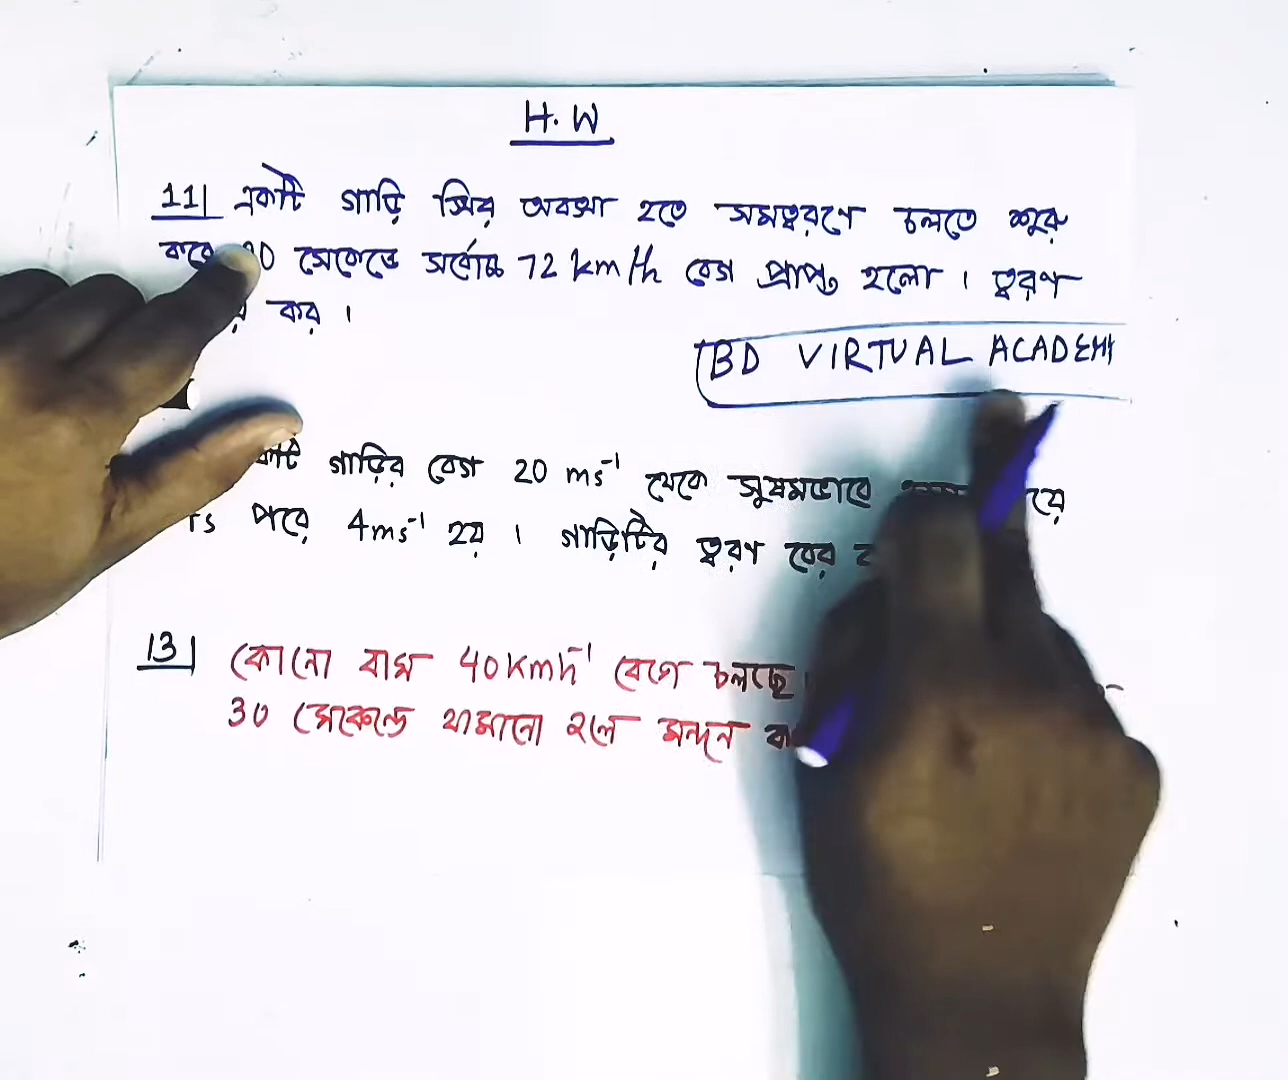 H.W
11| একটি গাড়ি স্থির অবস্থা হতে সমত্বরণে চলতে শুরু
করে সেকেন্ডে সর্বোচ্চ 72 km/h বেগ প্রাপ্ত হলো । ত্বরণ
কর ।
BD VIRTUAL ACADEMY
গাড়ির বেগ 20 ms⁻¹ থেকে সুষমভাবে
পরে 4ms⁻¹ হয় । গাড়িটির ত্বরণ বের
13| কোনো বাস 40kmh⁻¹ বেগে চলছে
30 সেকেন্ডে থামানো হলে মন্দন